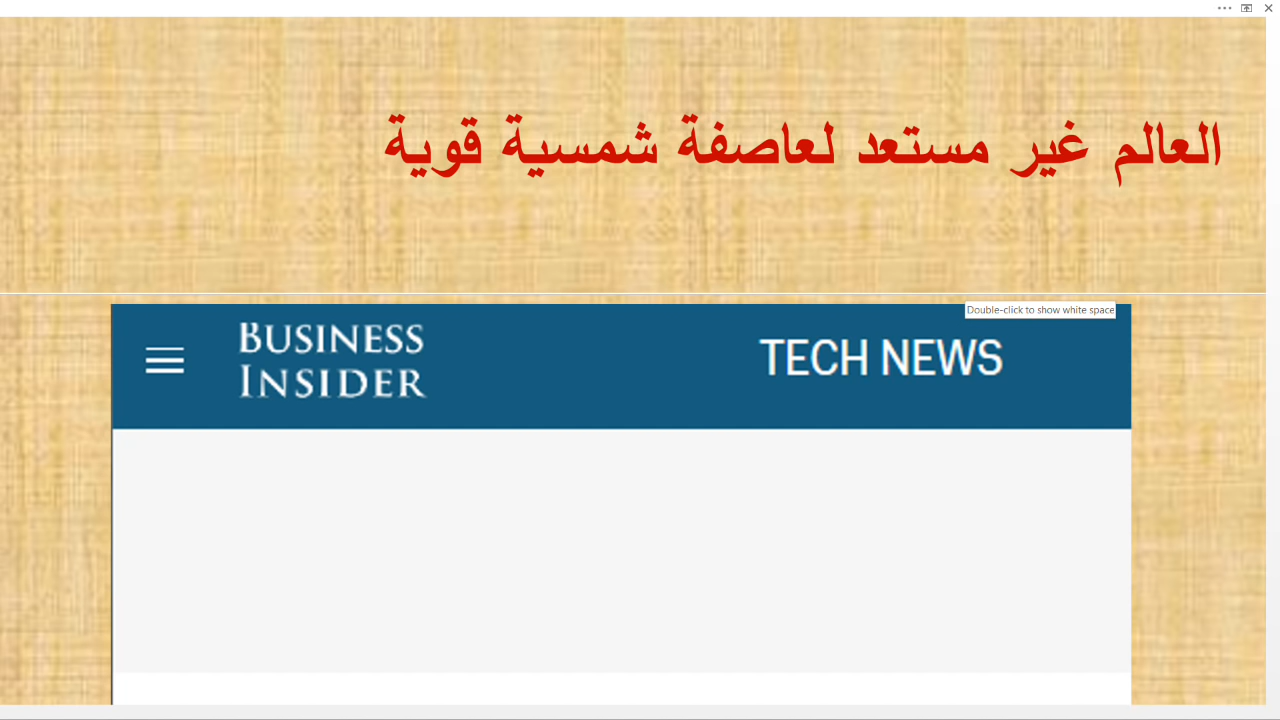 العالم غير مستعد لعاصفة شمسية قوية
Double-click to show white space
BUSINESS
INSIDER
TECH NEWS